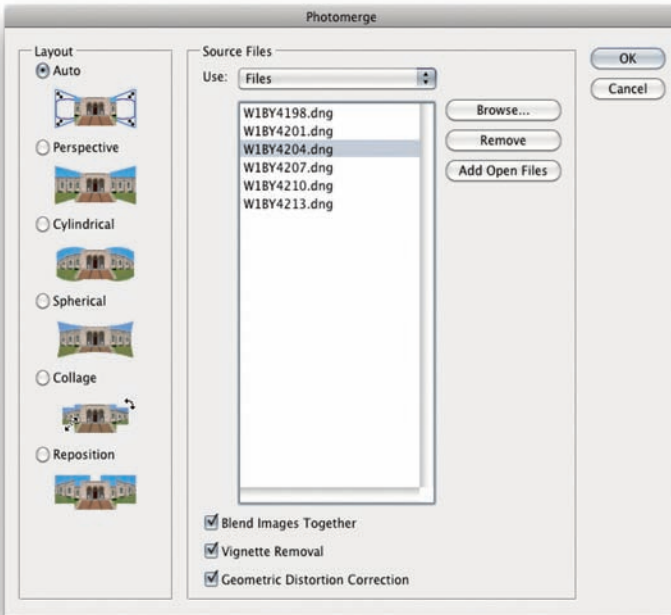 Photomerge
Layout
Auto
Perspective
Cylindrical
Spherical
Collage
Reposition
Source Files
Use: Files
W1BY4198.dng
W1BY4201.dng
W1BY4204.dng
W1BY4207.dng
W1BY4210.dng
W1BY4213.dng
Browse...
Remove
Add Open Files
Blend Images Together
Vignette Removal
Geometric Distortion Correction
OK
Cancel